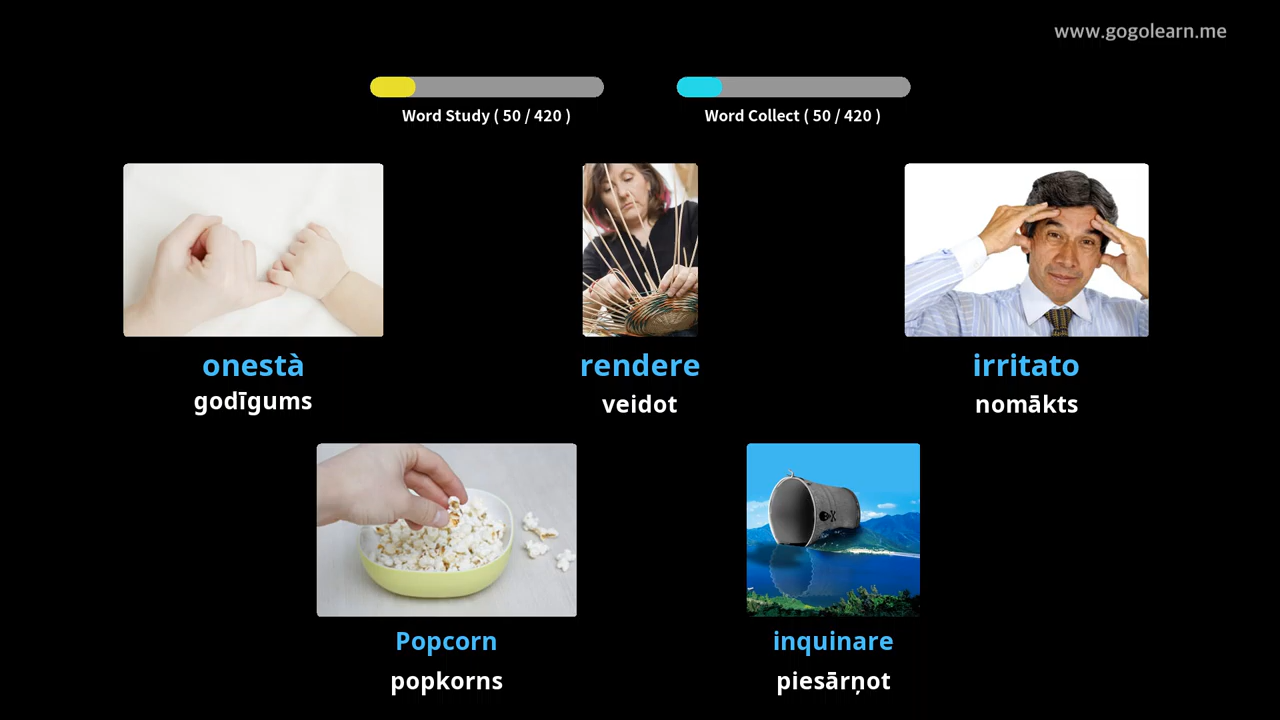 www.gogolearn.me
Word Study ( 50 / 420 )
Word Collect ( 50 / 420 )
onestà
godīgums
rendere
veidot
irritato
nomākts
Popcorn
popkorns
inquinare
piesārņot